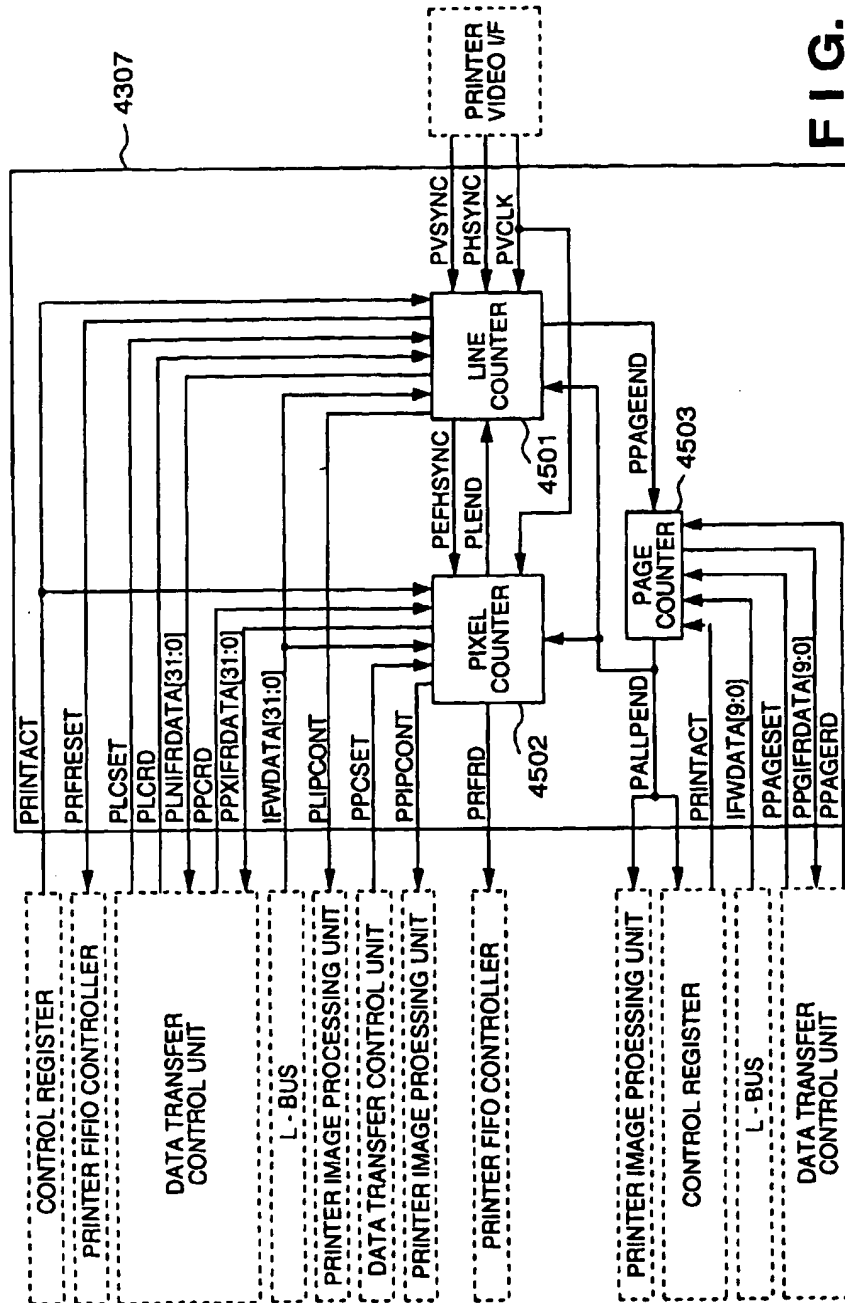 4307
CONTROL REGISTER
PRINTER FIFIO CONTROLLER
DATA TRANSFER
CONTROL UNIT
L - BUS
PRINTER IMAGE PROCESSING UNIT
DATA TRANSFER CONTROL UNIT
PRINTER IMAGE PROESSING UNIT
PRINTER FIFO CONTROLLER
PRINTER IMAGE PROESSING UNIT
CONTROL REGISTER
L - BUS
DATA TRANSFER
CONTROL UNIT
PRINTACT
PRFRESET
PLCSET
PLCRD
PLNIFRDATA[31:0]
PPCRD
PPXIFRDATA[31:0]
IFWDATA[31:0]
PLIPCONT
PPCSET
PPIPCONT
PRFRD
PALLPEND
PRINTACT
IFWDATA[9:0]
PPAGESET
PPGIFRDATA[9:0]
PPAGERD
PIXEL
COUNTER
4502
PEFHSYNC
PLEND
LINE
COUNTER
4501
PAGE
COUNTER
4503
PPAGEEND
PVSYNC
PHSYNC
PVCLK
PRINTER
VIDEO I/F
FIG.